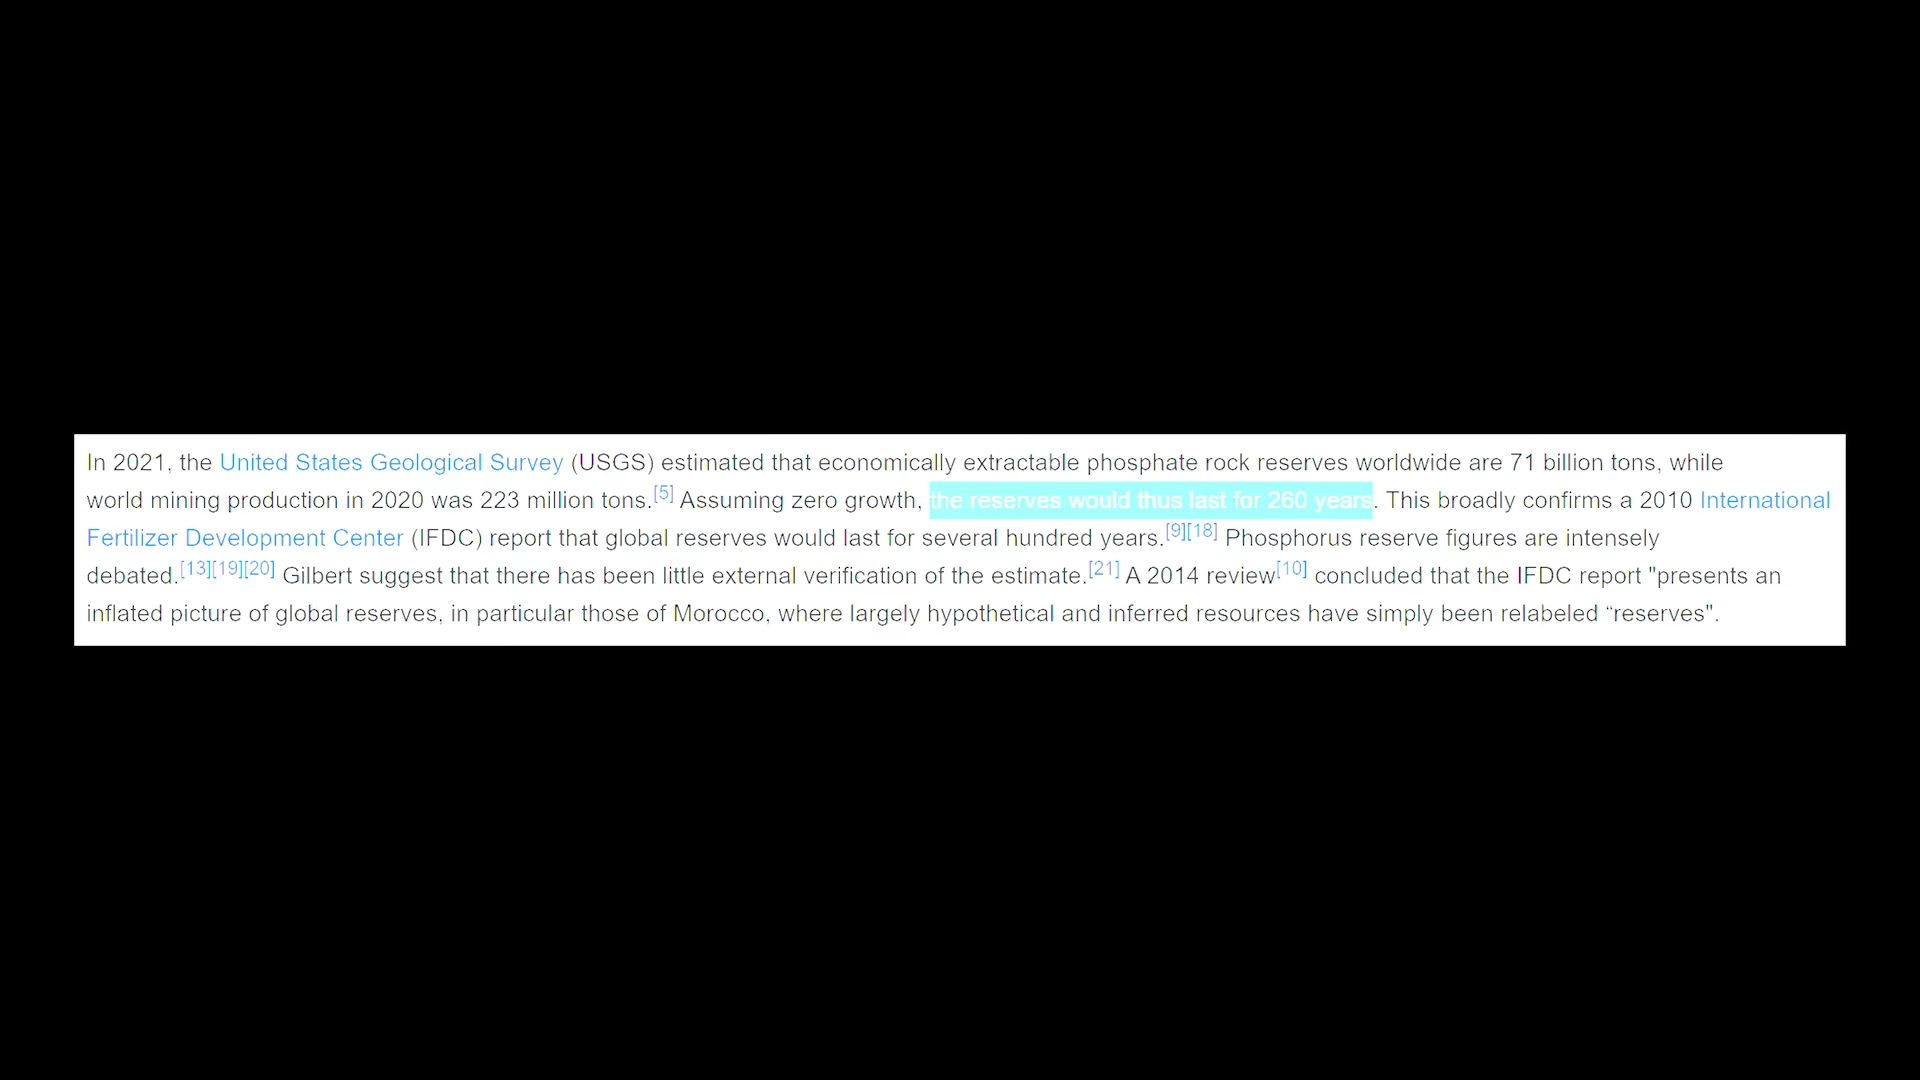 In 2021, the United States Geological Survey (USGS) estimated that economically extractable phosphate rock reserves worldwide are 71 billion tons, while
world mining production in 2020 was 223 million tons.[5] Assuming zero growth, the reserves would thus last for 260 years. This broadly confirms a 2010 International
Fertilizer Development Center (IFDC) report that global reserves would last for several hundred years.[9][18] Phosphorus reserve figures are intensely
debated.[13][19][20] Gilbert suggest that there has been little external verification of the estimate.[21] A 2014 review[10] concluded that the IFDC report "presents an
inflated picture of global reserves, in particular those of Morocco, where largely hypothetical and inferred resources have simply been relabeled “reserves".